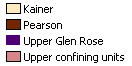 Kainer
Pearson
Upper Glen Rose
Upper confining units